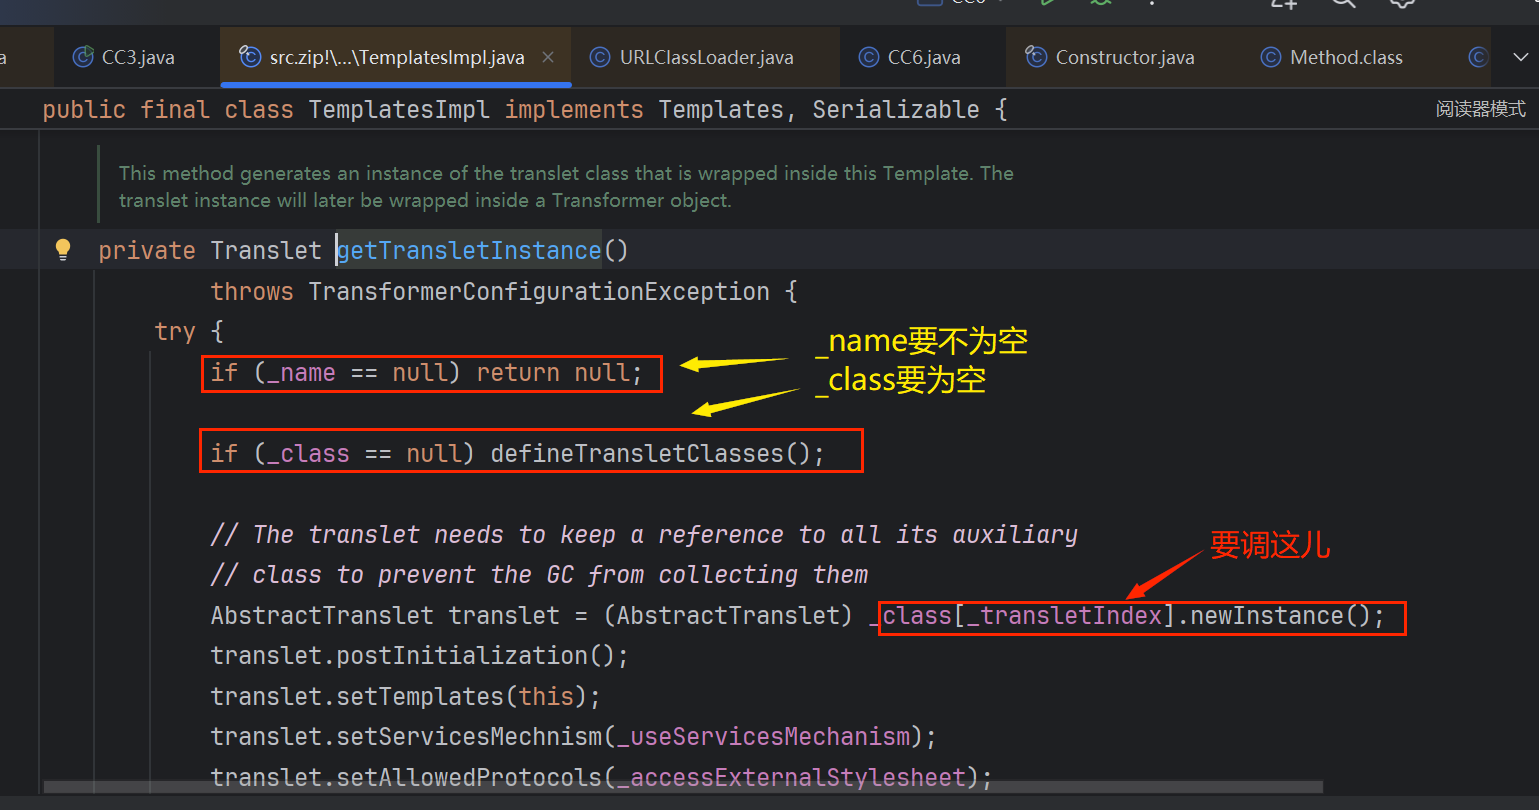 CC3.java src.zip!\...\TemplatesImpl.java URLClassLoader.java CC6.java Constructor.java Method.class
public final class TemplatesImpl implements Templates, Serializable { 阅读器模式
This method generates an instance of the translet class that is wrapped inside this Template. The
translet instance will later be wrapped inside a Transformer object.
private Translet getTransletInstance()
throws TransformerConfigurationException {
try {
_name要不为空
if (_name == null) return null;
_class要为空
if (_class == null) defineTransletClasses();
// The translet needs to keep a reference to all its auxiliary
要调这儿
// class to prevent the GC from collecting them
AbstractTranslet translet = (AbstractTranslet) _class[_transletIndex].newInstance();
translet.postInitialization();
translet.setTemplates(this);
translet.setServicesMechnism(_useServicesMechanism);
translet.setAllowedProtocols(_accessExternalStylesheet);